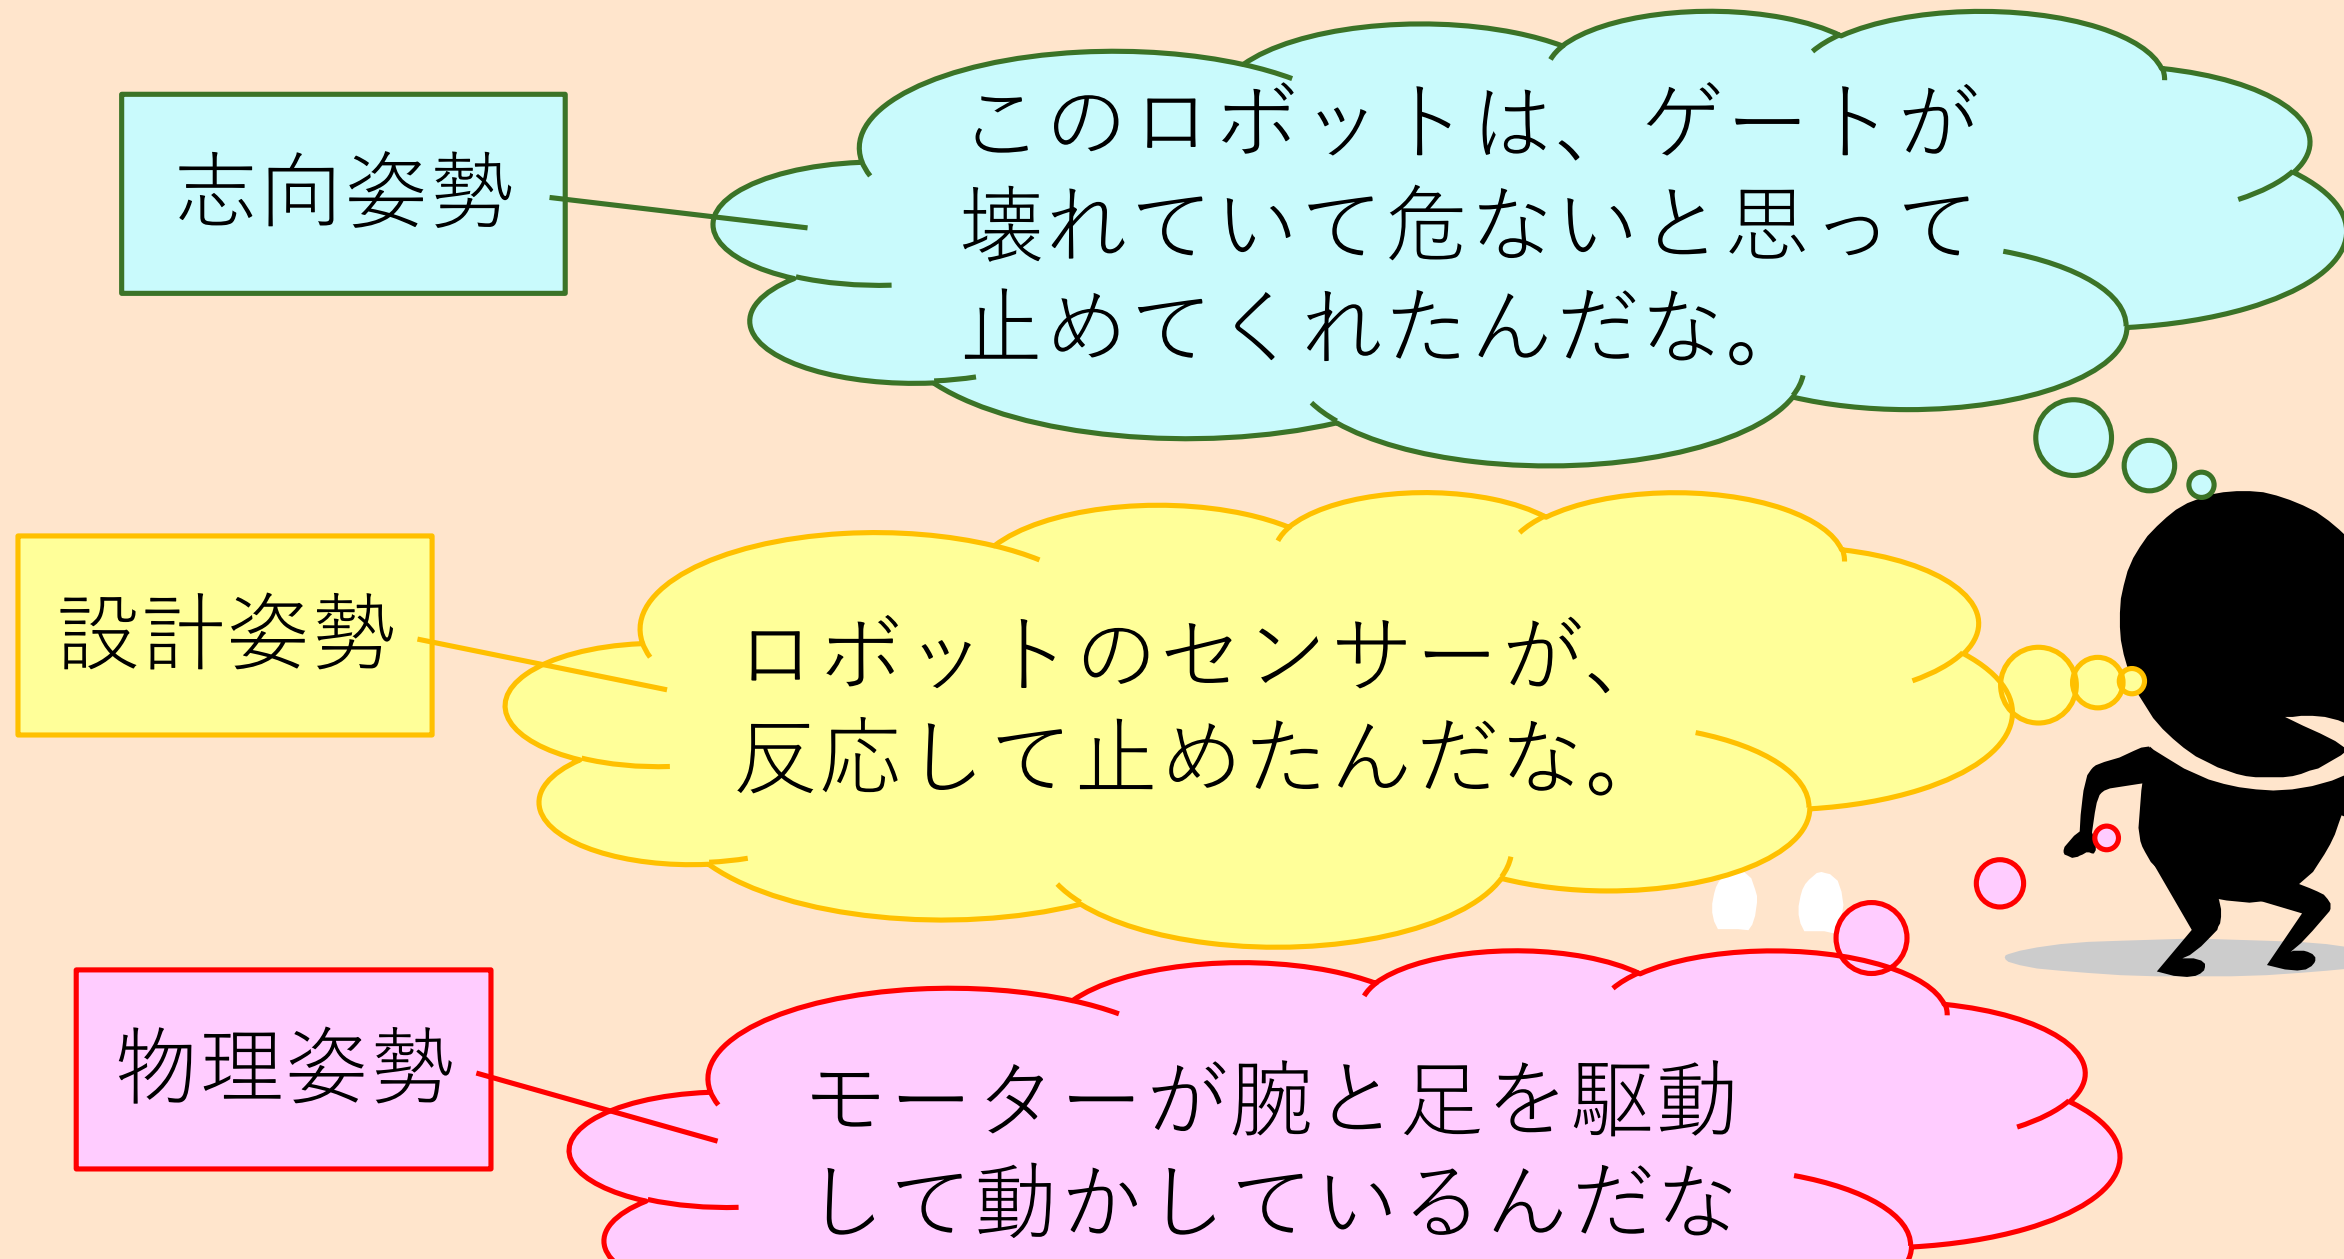 志向姿勢
このロボットは、ゲートが
壊れていて危ないと思って
止めてくれたんだな。
設計姿勢
ロボットのセンサーが、
反応して止めたんだな。
物理姿勢
モーターが腕と足を駆動
して動かしているんだな